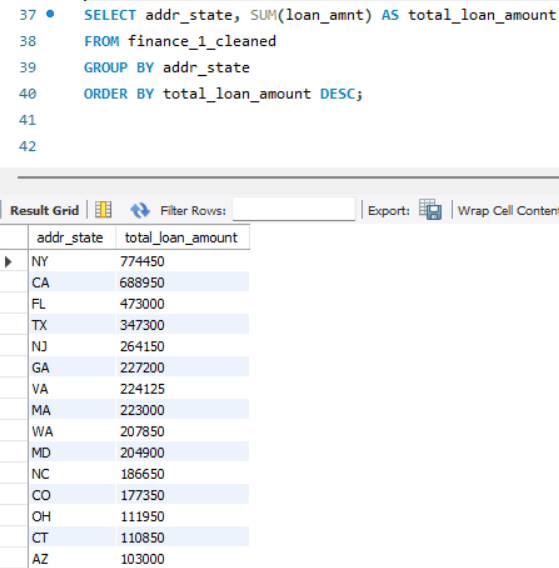 37 SELECT addr_state, SUM(loan_amnt) AS total_loan_amount
38 FROM finance_1_cleaned
39 GROUP BY addr_state
40 ORDER BY total_loan_amount DESC;
41
42
Result Grid Filter Rows: Export: Wrap Cell Content
addr_state total_loan_amount
NY 774450
CA 688950
FL 473000
TX 347300
NJ 264150
GA 227200
VA 224125
MA 223000
WA 207850
MD 204900
NC 186650
CO 177350
OH 111950
CT 110850
AZ 103000